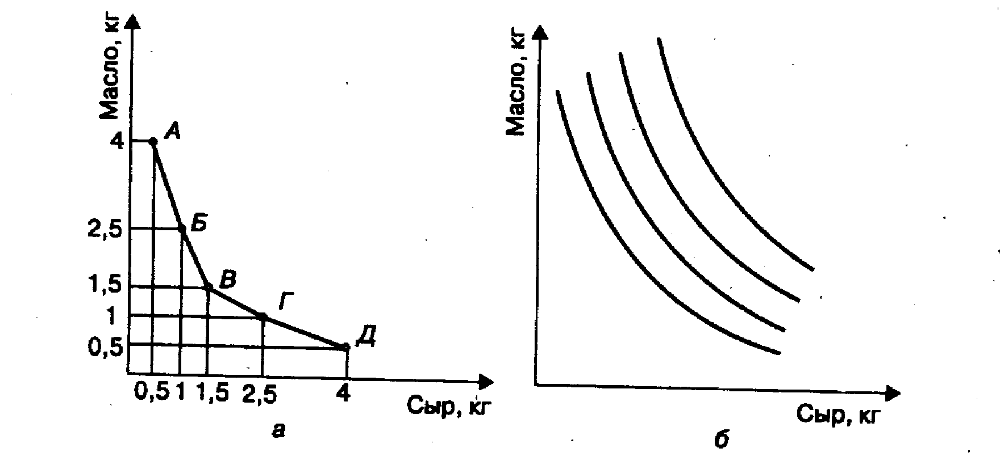 Масло, кг
4
А
2,5
Б
1,5
В
1
Г
0,5
Д
0,5 1 1,5 2,5 4
Сыр, кг
а
Масло, кг
Сыр, кг
б